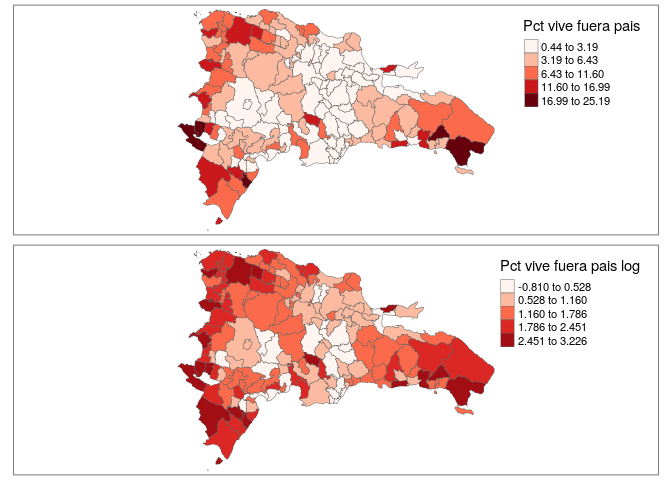 Pct vive fuera pais
0.44 to 3.19
3.19 to 6.43
6.43 to 11.60
11.60 to 16.99
16.99 to 25.19
Pct vive fuera pais log
-0.810 to 0.528
0.528 to 1.160
1.160 to 1.786
1.786 to 2.451
2.451 to 3.226